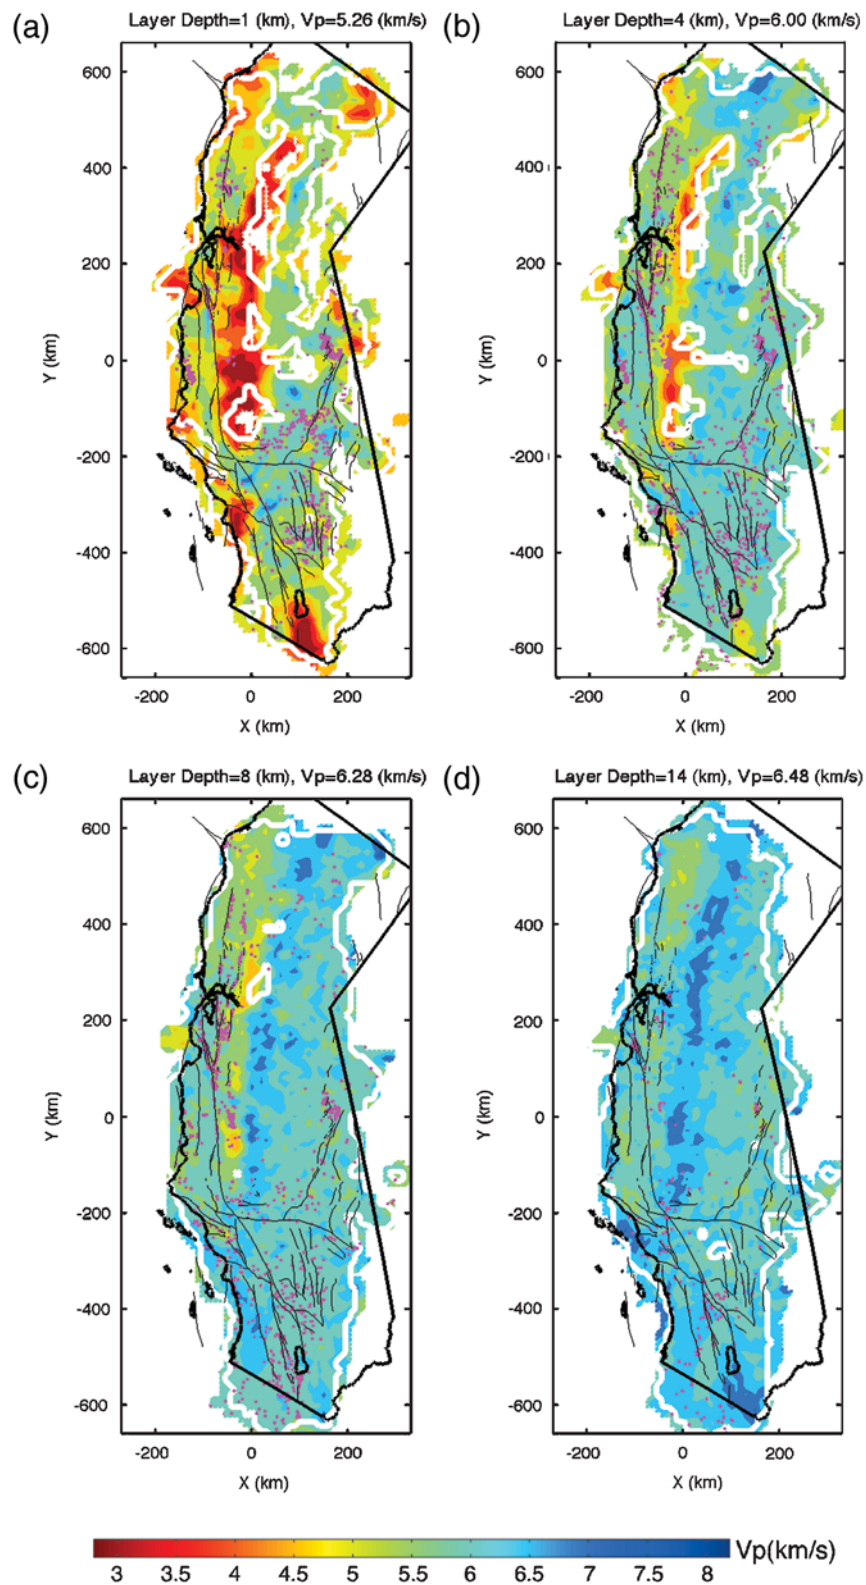 (a)
Layer Depth=1 (km), Vp=5.26 (km/s)
600
400
200
0
-200
-400
-600
Y (km)
-200 0 200
X (km)
(b)
Layer Depth=4 (km), Vp=6.00 (km/s)
600
400
200
0
-200
-400
-600
-200 0 200
X (km)
(c)
Layer Depth=8 (km), Vp=6.28 (km/s)
600
400
200
0
-200
-400
-600
Y (km)
-200 0 200
X (km)
(d)
Layer Depth=14 (km), Vp=6.48 (km/s)
600
400
200
0
-200
-400
-600
Y (km)
-200 0 200
X (km)
Vp(km/s)
3 3.5 4 4.5 5 5.5 6 6.5 7 7.5 8